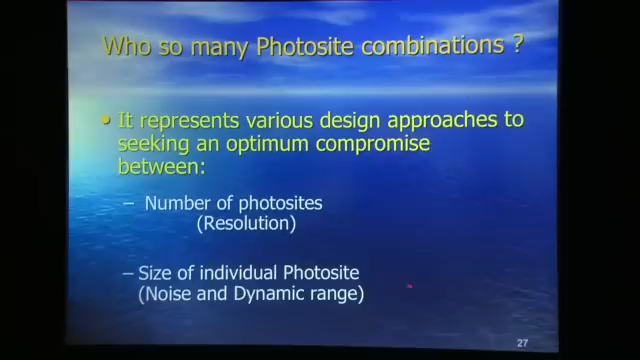 Who so many Photosite combinations ?
• It represents various design approaches to
seeking an optimum compromise
between:
– Number of photosites
(Resolution)
– Size of individual Photosite
(Noise and Dynamic range)
27